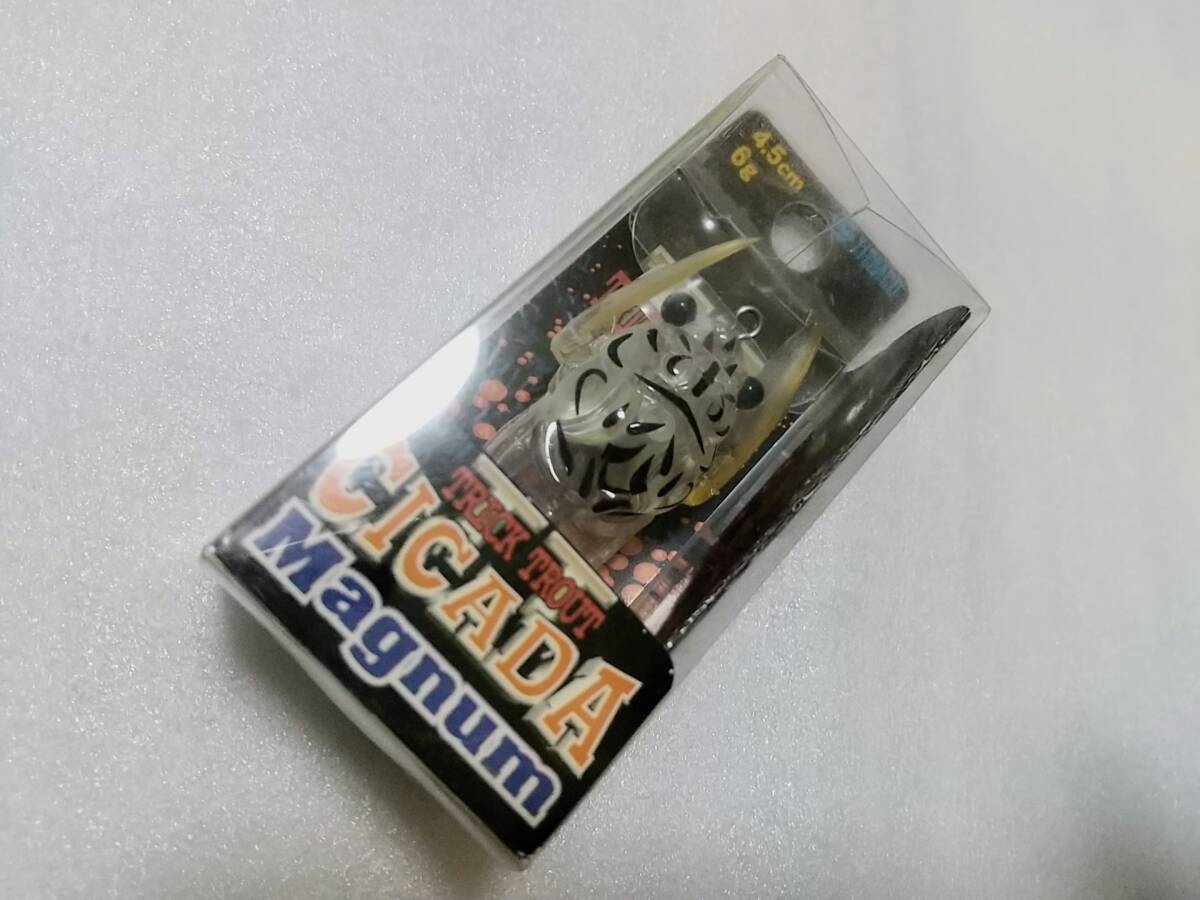 4.5cm
6g
TRICK TROUT
CICADA
Magnum